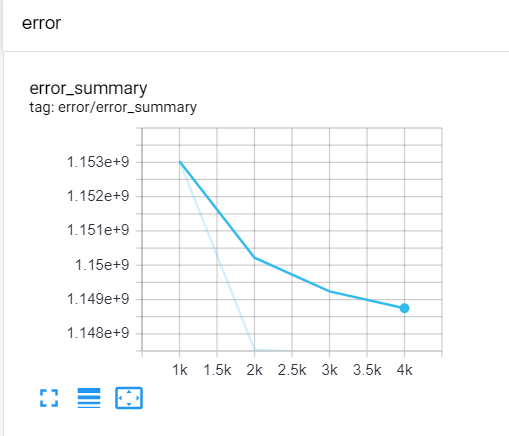 error
error_summary
tag: error/error_summary
1.153e+9
1.152e+9
1.151e+9
1.15e+9
1.149e+9
1.148e+9
1k 1.5k 2k 2.5k 3k 3.5k 4k